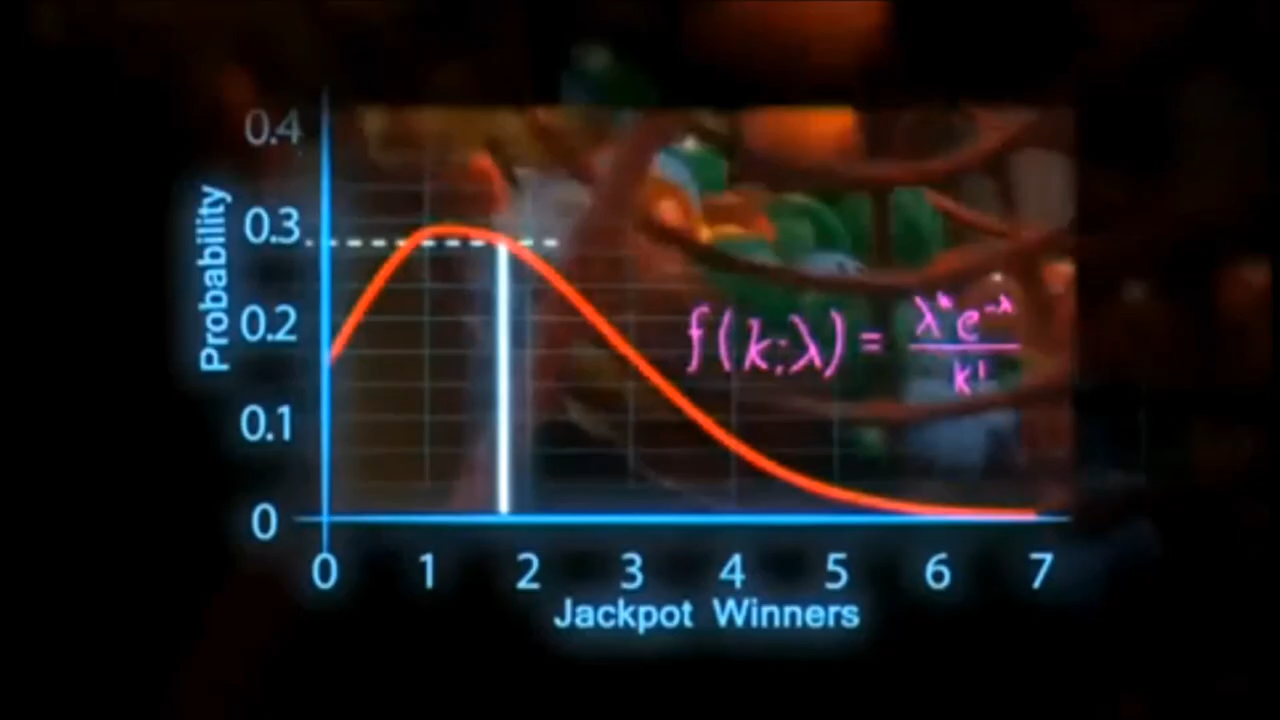 0.4
0.3
0.2
0.1
0
Probability
f(k;λ) = λᵏe⁻λ / k!
0 1 2 3 4 5 6 7
Jackpot Winners